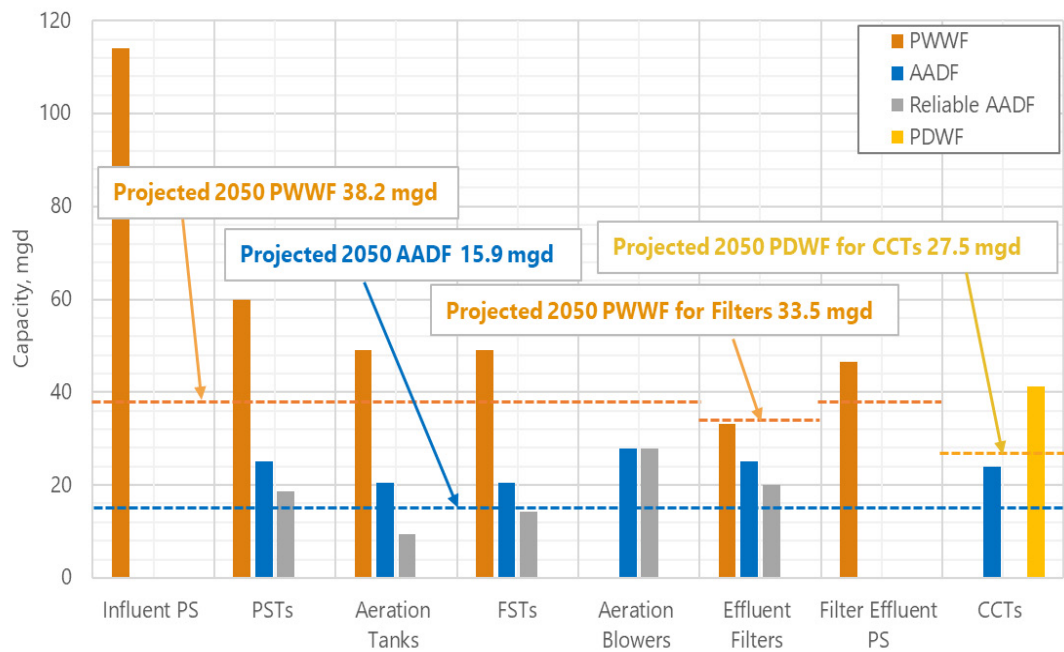 120
100
80
60
40
20
0
Capacity, mgd
PWWF
AADF
Reliable AADF
PDWF
Projected 2050 PWWF 38.2 mgd
Projected 2050 AADF 15.9 mgd
Projected 2050 PDWF for CCTs 27.5 mgd
Projected 2050 PWWF for Filters 33.5 mgd
Influent PS
PSTs
Aeration
Tanks
FSTs
Aeration
Blowers
Effluent
Filters
Filter Effluent
PS
CCTs